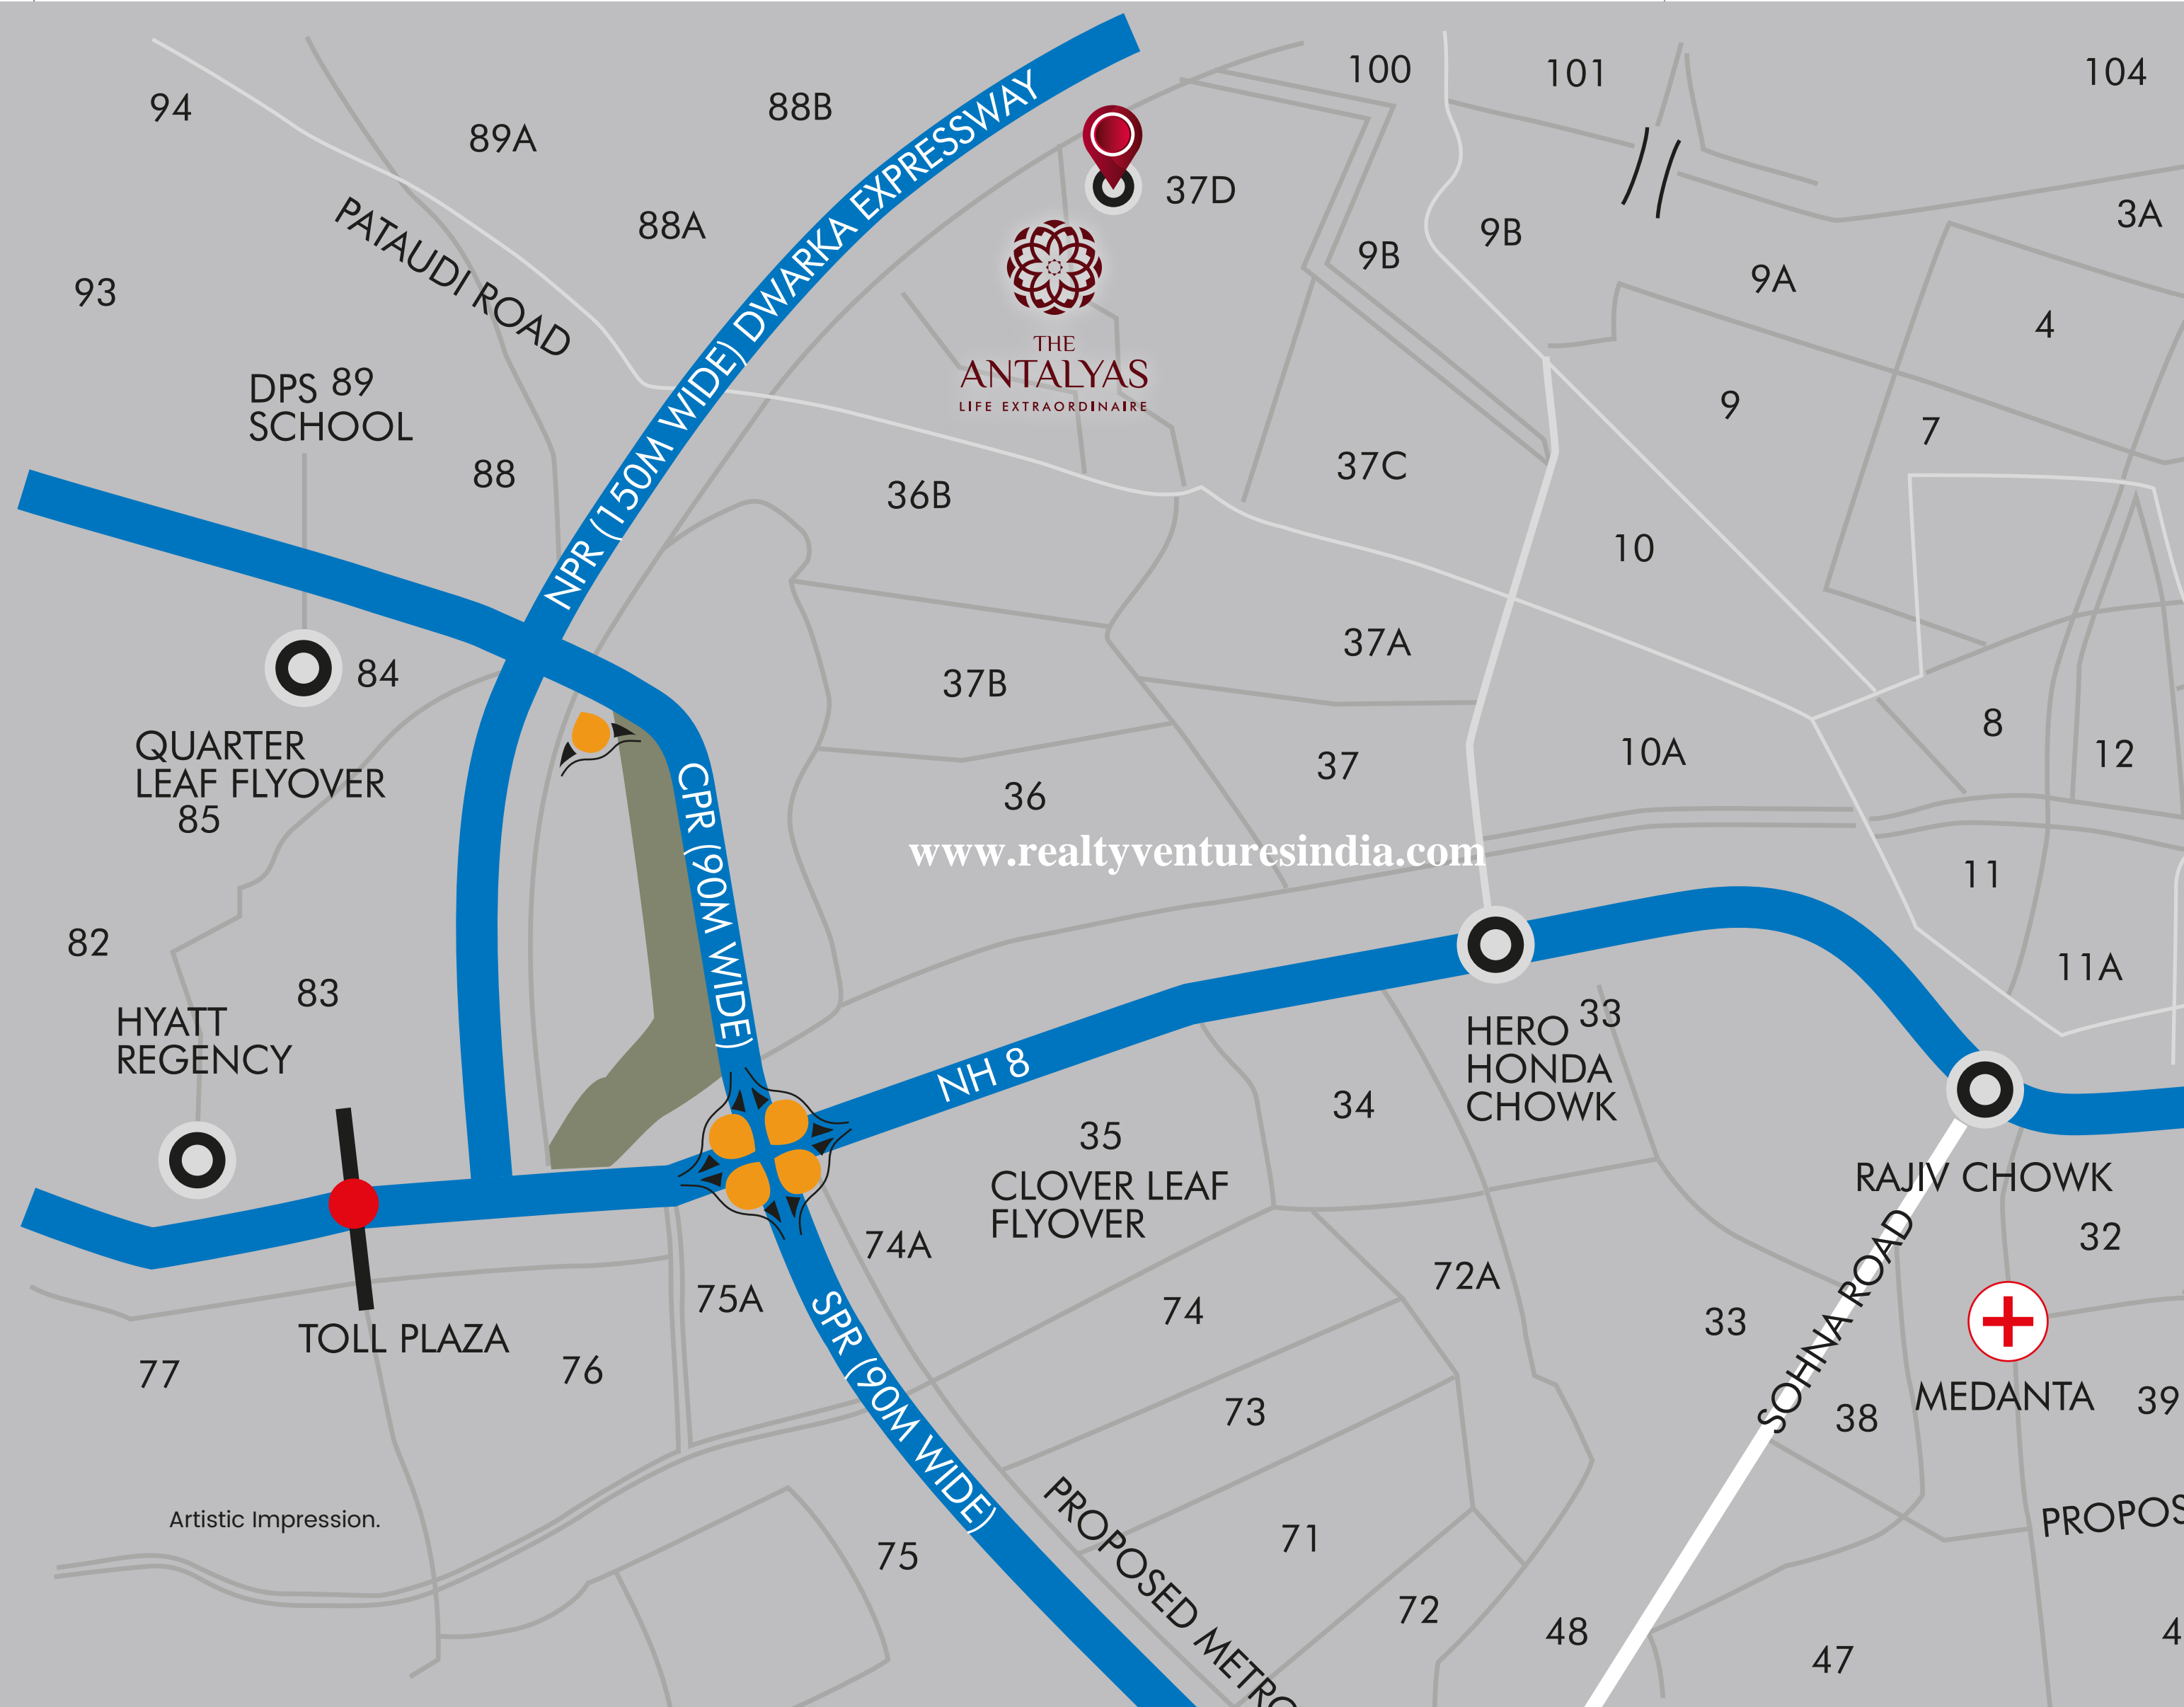 100
101
104
94
88B
89A
NPR (150M WIDE) DWARKA EXPRESSWAY
37D
88A
PATAUDI ROAD
9B
9B
3A
9A
93
4
THE
ANTALYAS
LIFE EXTRAORDINAIRE
DPS
SCHOOL
89
88
9
7
36B
37C
10
37A
84
37B
QUARTER
LEAF FLYOVER
85
36
37
10A
8
12
www.realtyventuresindia.com
CPR (90M WIDE)
11
82
83
11A
HYATT
REGENCY
NH 8
HERO
HONDA
CHOWK
33
34
35
CLOVER LEAF
FLYOVER
RAJIV CHOWK
32
74A
72A
75A
74
33
SOHNA ROAD
TOLL PLAZA
77
76
SPR (90M WIDE)
73
38
MEDANTA
39
Artistic Impression.
PROPOSED METRO
PROPOS
71
75
72
48
47
4